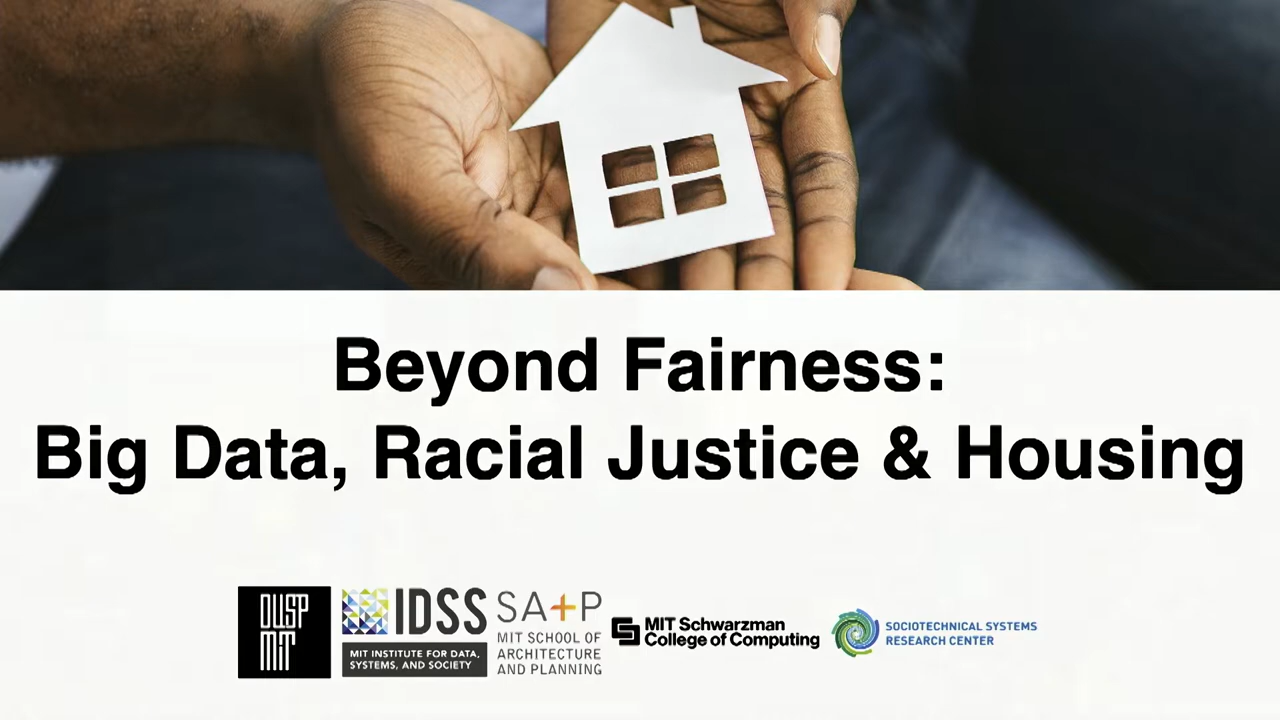 Beyond Fairness:
Big Data, Racial Justice & Housing
DUSP
MIT
IDSS
MIT INSTITUTE FOR DATA,
SYSTEMS, AND SOCIETY
SA+P
MIT SCHOOL OF
ARCHITECTURE
AND PLANNING
MIT Schwarzman
College of Computing
SOCIOTECHNICAL SYSTEMS
RESEARCH CENTER